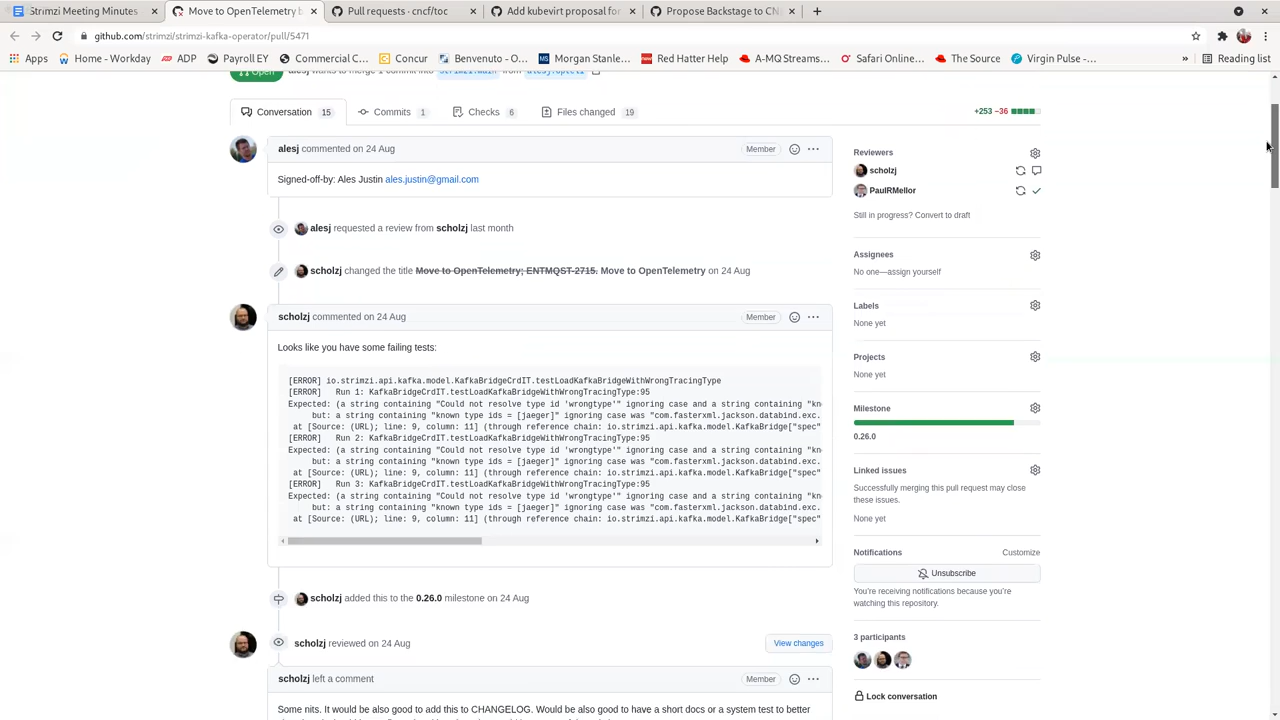 Strimzi Meeting Minutes
Move to OpenTelemetry b
Pull requests · cncf/toc
Add kubevirt proposal for
Propose Backstage to CN
github.com/strimzi/strimzi-kafka-operator/pull/5471
Apps
Home - Workday
ADP
Payroll EY
Commercial C...
Concur
Benvenuto - O...
Morgan Stanle...
Red Hatter Help
A-MQ Streams...
Safari Online...
The Source
Virgin Pulse -...
»
Reading list
Open
alesj wants to merge 1 commit into strimzi:main from alesj:otel1
Conversation 15
Commits 1
Checks 6
Files changed 19
+253 −36
alesj commented on 24 Aug
Member
Signed-off-by: Ales Justin ales.justin@gmail.com
alesj requested a review from scholzj last month
scholzj changed the title Move to OpenTelemetry; ENTMQST-2715. Move to OpenTelemetry on 24 Aug
scholzj commented on 24 Aug
Member
Looks like you have some failing tests:
[ERROR] io.strimzi.api.kafka.model.KafkaBridgeCrdIT.testLoadKafkaBridgeWithWrongTracingType
[ERROR]   Run 1: KafkaBridgeCrdIT.testLoadKafkaBridgeWithWrongTracingType:95
Expected: (a string containing "Could not resolve type id 'wrongtype'" ignoring case and a string containing "kn
     but: a string containing "known type ids = [jaeger]" ignoring case was "com.fasterxml.jackson.databind.exc.
 at [Source: (URL); line: 9, column: 11] (through reference chain: io.strimzi.api.kafka.model.KafkaBridge["spec"
[ERROR]   Run 2: KafkaBridgeCrdIT.testLoadKafkaBridgeWithWrongTracingType:95
Expected: (a string containing "Could not resolve type id 'wrongtype'" ignoring case and a string containing "kn
     but: a string containing "known type ids = [jaeger]" ignoring case was "com.fasterxml.jackson.databind.exc.
 at [Source: (URL); line: 9, column: 11] (through reference chain: io.strimzi.api.kafka.model.KafkaBridge["spec"
[ERROR]   Run 3: KafkaBridgeCrdIT.testLoadKafkaBridgeWithWrongTracingType:95
Expected: (a string containing "Could not resolve type id 'wrongtype'" ignoring case and a string containing "kn
     but: a string containing "known type ids = [jaeger]" ignoring case was "com.fasterxml.jackson.databind.exc.
 at [Source: (URL); line: 9, column: 11] (through reference chain: io.strimzi.api.kafka.model.KafkaBridge["spec"
scholzj added this to the 0.26.0 milestone on 24 Aug
scholzj reviewed on 24 Aug
View changes
scholzj left a comment
Member
Some nits. It would be also good to add this to CHANGELOG. Would be also good to have a short docs or a system test to better
Reviewers
scholzj
PaulRMellor
Still in progress? Convert to draft
Assignees
No one—assign yourself
Labels
None yet
Projects
None yet
Milestone
0.26.0
Linked issues
Successfully merging this pull request may close
these issues.
None yet
Notifications
Customize
Unsubscribe
You're receiving notifications because you're
watching this repository.
3 participants
Lock conversation